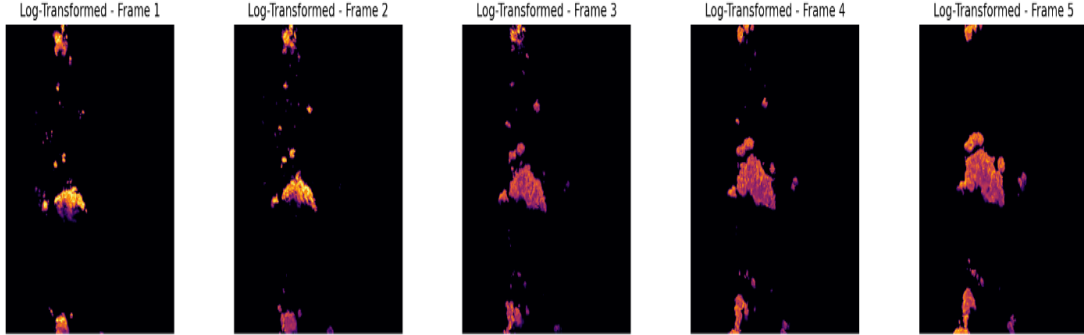 Log-Transformed - Frame 1
Log-Transformed - Frame 2
Log-Transformed - Frame 3
Log-Transformed - Frame 4
Log-Transformed - Frame 5